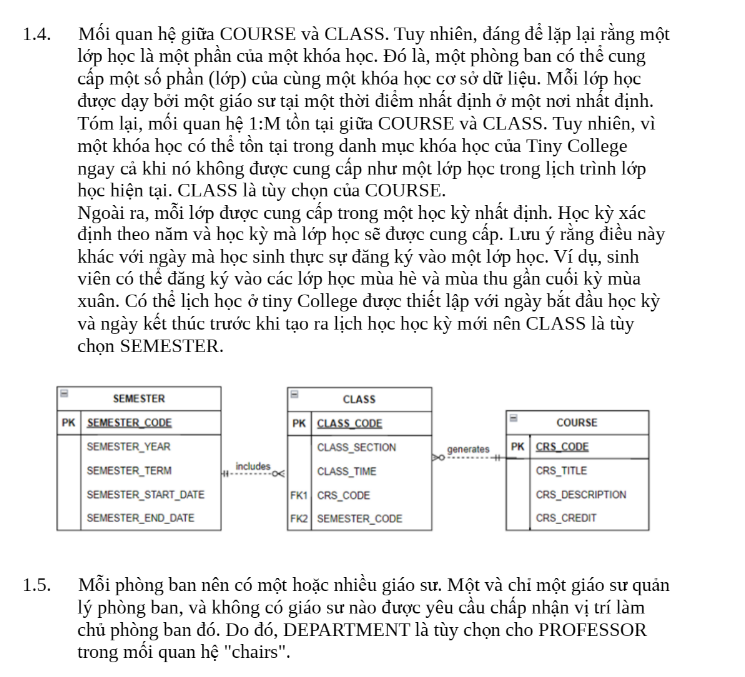 1.4. Mối quan hệ giữa COURSE và CLASS. Tuy nhiên, đáng để lặp lại rằng một
lớp học là một phần của một khóa học. Đó là, một phòng ban có thể cung
cấp một số phần (lớp) của cùng một khóa học cơ sở dữ liệu. Mỗi lớp học
được dạy bởi một giáo sư tại một thời điểm nhất định ở một nơi nhất định.
Tóm lại, mối quan hệ 1:M tồn tại giữa COURSE và CLASS. Tuy nhiên, vì
một khóa học có thể tồn tại trong danh mục khóa học của Tiny College
ngay cả khi nó không được cung cấp như một lớp học trong lịch trình lớp
học hiện tại. CLASS là tùy chọn của COURSE.
Ngoài ra, mỗi lớp được cung cấp trong một học kỳ nhất định. Học kỳ xác
định theo năm và học kỳ mà lớp học sẽ được cung cấp. Lưu ý rằng điều này
khác với ngày mà học sinh thực sự đăng ký vào một lớp học. Ví dụ, sinh
viên có thể đăng ký vào các lớp học mùa hè và mùa thu gần cuối kỳ mùa
xuân. Có thể lịch học ở tiny College được thiết lập với ngày bắt đầu học kỳ
và ngày kết thúc trước khi tạo ra lịch học học kỳ mới nên CLASS là tùy
chọn SEMESTER.
SEMESTER
PK SEMESTER_CODE
SEMESTER_YEAR
SEMESTER_TERM
SEMESTER_START_DATE
SEMESTER_END_DATE
includes
CLASS
PK CLASS_CODE
CLASS_SECTION
CLASS_TIME
FK1 CRS_CODE
FK2 SEMESTER_CODE
generates
COURSE
PK CRS_CODE
CRS_TITLE
CRS_DESCRIPTION
CRS_CREDIT
1.5. Mỗi phòng ban nên có một hoặc nhiều giáo sư. Một và chỉ một giáo sư quản
lý phòng ban, và không có giáo sư nào được yêu cầu chấp nhận vị trí làm
chủ phòng ban đó. Do đó, DEPARTMENT là tùy chọn cho PROFESSOR
trong mối quan hệ "chairs".